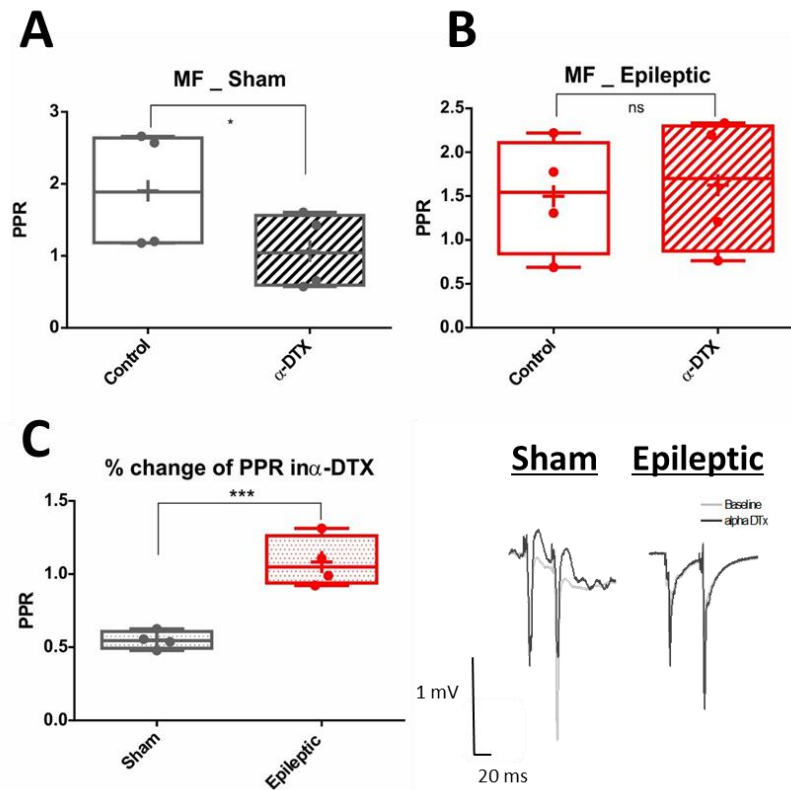 A
MF _ Sham
*
3
2
1
0
PPR
Control
α-DTX
B
MF _ Epileptic
ns
2.5
2.0
1.5
1.0
0.5
0.0
PPR
Control
α-DTX
C
% change of PPR inα-DTX
***
1.5
1.0
0.5
0.0
PPR
Sham
Epileptic
Sham
Epileptic
Baseline
alpha DTx
1 mV
20 ms